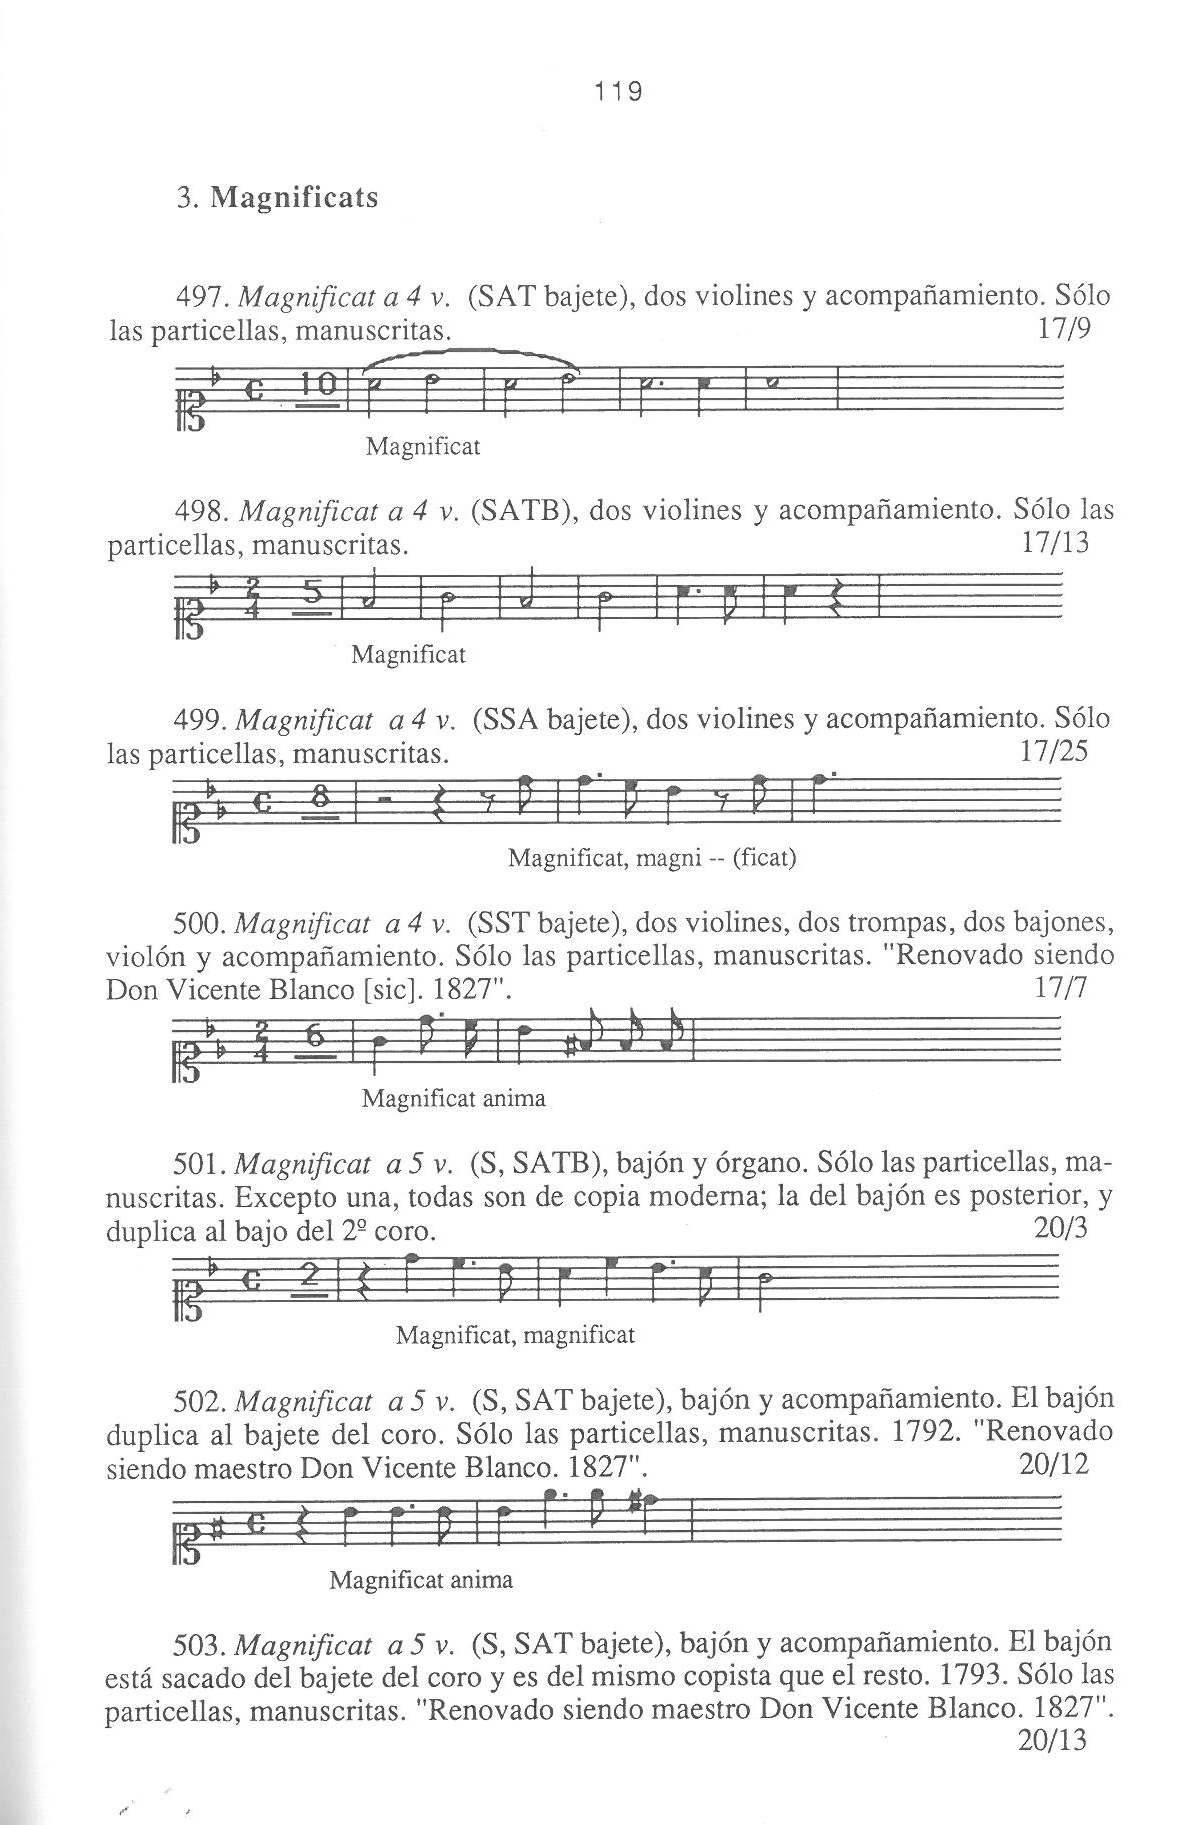 119
3. Magnificats
497. Magnificat a 4 v. (SAT bajete), dos violines y acompañamiento. Sólo
las particellas, manuscritas. 17/9
10
Magnificat
498. Magnificat a 4 v. (SATB), dos violines y acompañamiento. Sólo las
particellas, manuscritas. 17/13
2/4 5
Magnificat
499. Magnificat a 4 v. (SSA bajete), dos violines y acompañamiento. Sólo
las particellas, manuscritas. 17/25
8
Magnificat, magni -- (ficat)
500. Magnificat a 4 v. (SST bajete), dos violines, dos trompas, dos bajones,
violón y acompañamiento. Sólo las particellas, manuscritas. "Renovado siendo
Don Vicente Blanco [sic]. 1827". 17/7
2/4 6
Magnificat anima
501. Magnificat a 5 v. (S, SATB), bajón y órgano. Sólo las particellas, ma-
nuscritas. Excepto una, todas son de copia moderna; la del bajón es posterior, y
duplica al bajo del 2º coro. 20/3
2
Magnificat, magnificat
502. Magnificat a 5 v. (S, SAT bajete), bajón y acompañamiento. El bajón
duplica al bajete del coro. Sólo las particellas, manuscritas. 1792. "Renovado
siendo maestro Don Vicente Blanco. 1827". 20/12
Magnificat anima
503. Magnificat a 5 v. (S, SAT bajete), bajón y acompañamiento. El bajón
está sacado del bajete del coro y es del mismo copista que el resto. 1793. Sólo las
particellas, manuscritas. "Renovado siendo maestro Don Vicente Blanco. 1827".
20/13